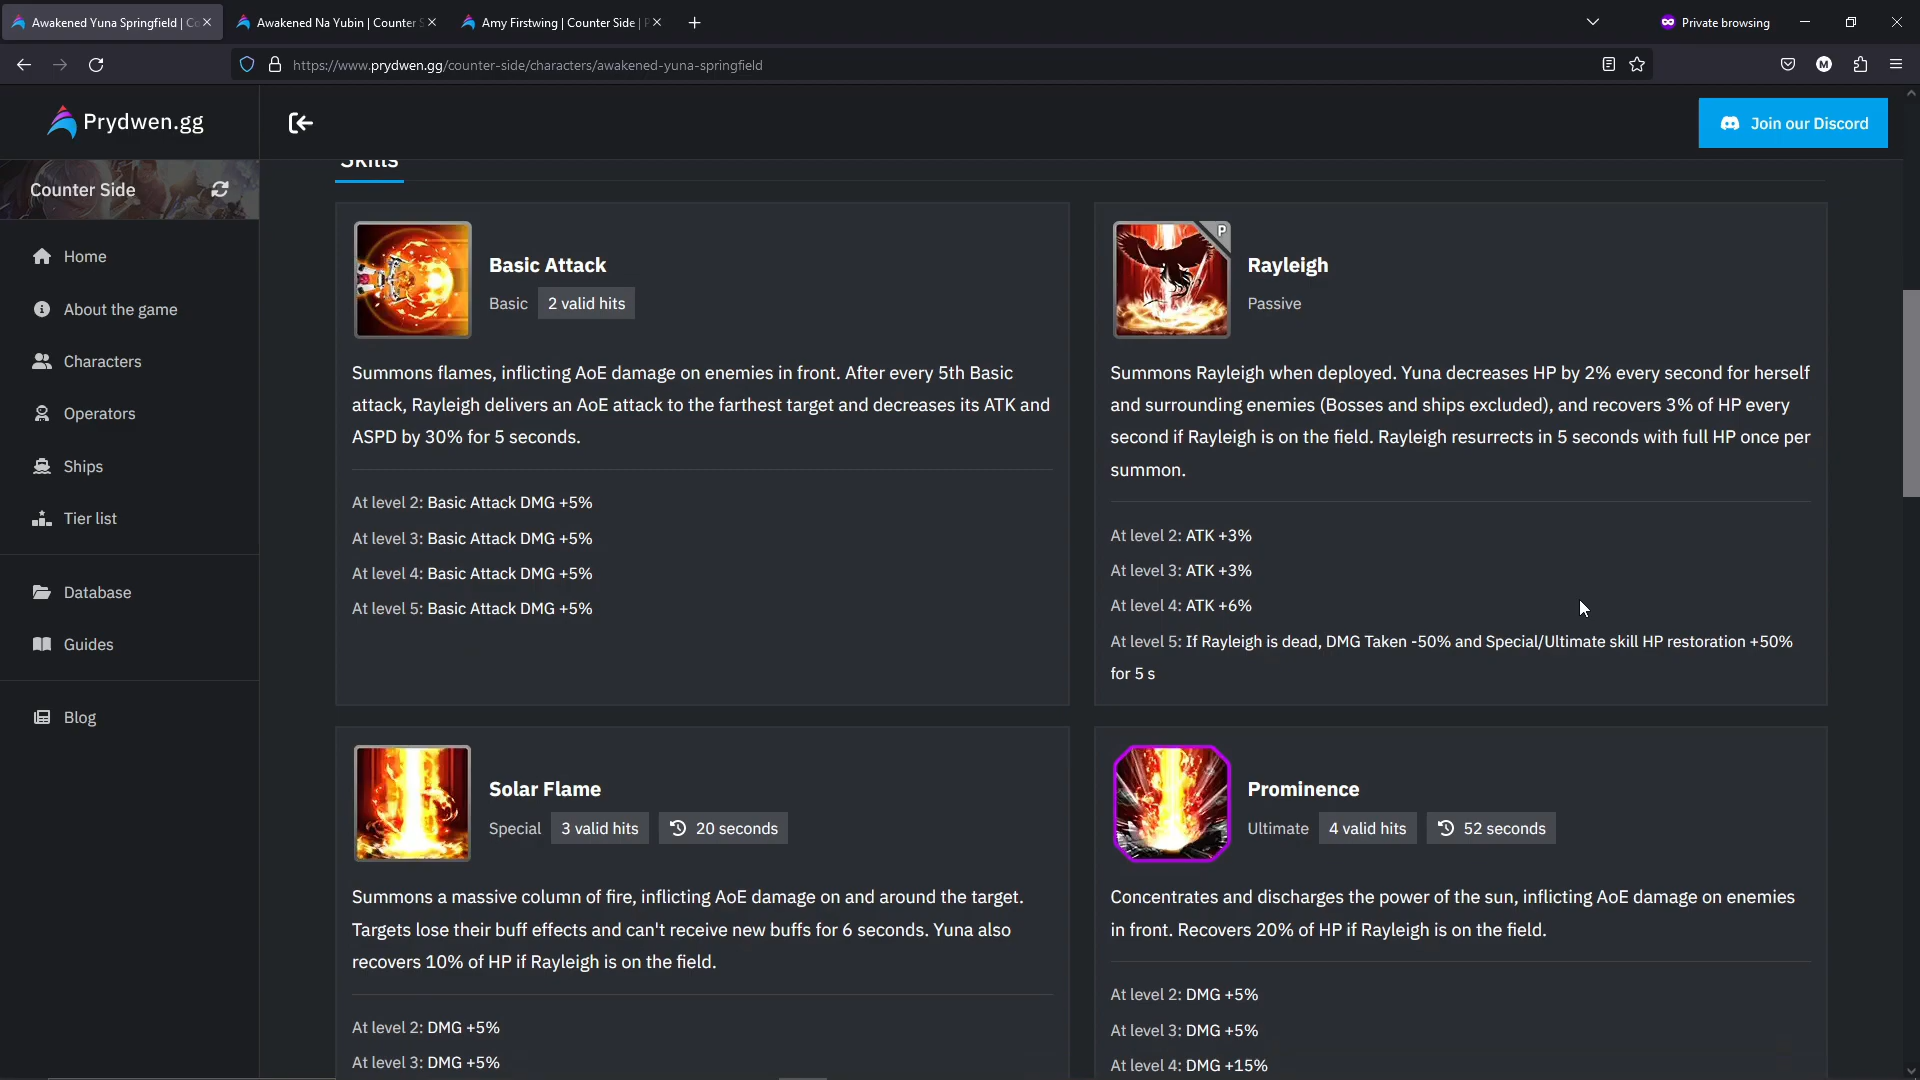 Awakened Yuna Springfield | Co
Awakened Na Yubin | Counter S
Amy Firstwing | Counter Side | P
Private browsing
https://www.prydwen.gg/counter-side/characters/awakened-yuna-springfield
M
Prydwen.gg
Join our Discord
Counter Side
Home
About the game
Characters
Operators
Ships
Tier list
Database
Guides
Blog
Skills
Basic Attack
Basic 2 valid hits
Summons flames, inflicting AoE damage on enemies in front. After every 5th Basic
attack, Rayleigh delivers an AoE attack to the farthest target and decreases its ATK and
ASPD by 30% for 5 seconds.
At level 2: Basic Attack DMG +5%
At level 3: Basic Attack DMG +5%
At level 4: Basic Attack DMG +5%
At level 5: Basic Attack DMG +5%
P
Rayleigh
Passive
Summons Rayleigh when deployed. Yuna decreases HP by 2% every second for herself
and surrounding enemies (Bosses and ships excluded), and recovers 3% of HP every
second if Rayleigh is on the field. Rayleigh resurrects in 5 seconds with full HP once per
summon.
At level 2: ATK +3%
At level 3: ATK +3%
At level 4: ATK +6%
At level 5: If Rayleigh is dead, DMG Taken -50% and Special/Ultimate skill HP restoration +50%
for 5 s
Solar Flame
Special 3 valid hits 20 seconds
Summons a massive column of fire, inflicting AoE damage on and around the target.
Targets lose their buff effects and can't receive new buffs for 6 seconds. Yuna also
recovers 10% of HP if Rayleigh is on the field.
At level 2: DMG +5%
At level 3: DMG +5%
Prominence
Ultimate 4 valid hits 52 seconds
Concentrates and discharges the power of the sun, inflicting AoE damage on enemies
in front. Recovers 20% of HP if Rayleigh is on the field.
At level 2: DMG +5%
At level 3: DMG +5%
At level 4: DMG +15%